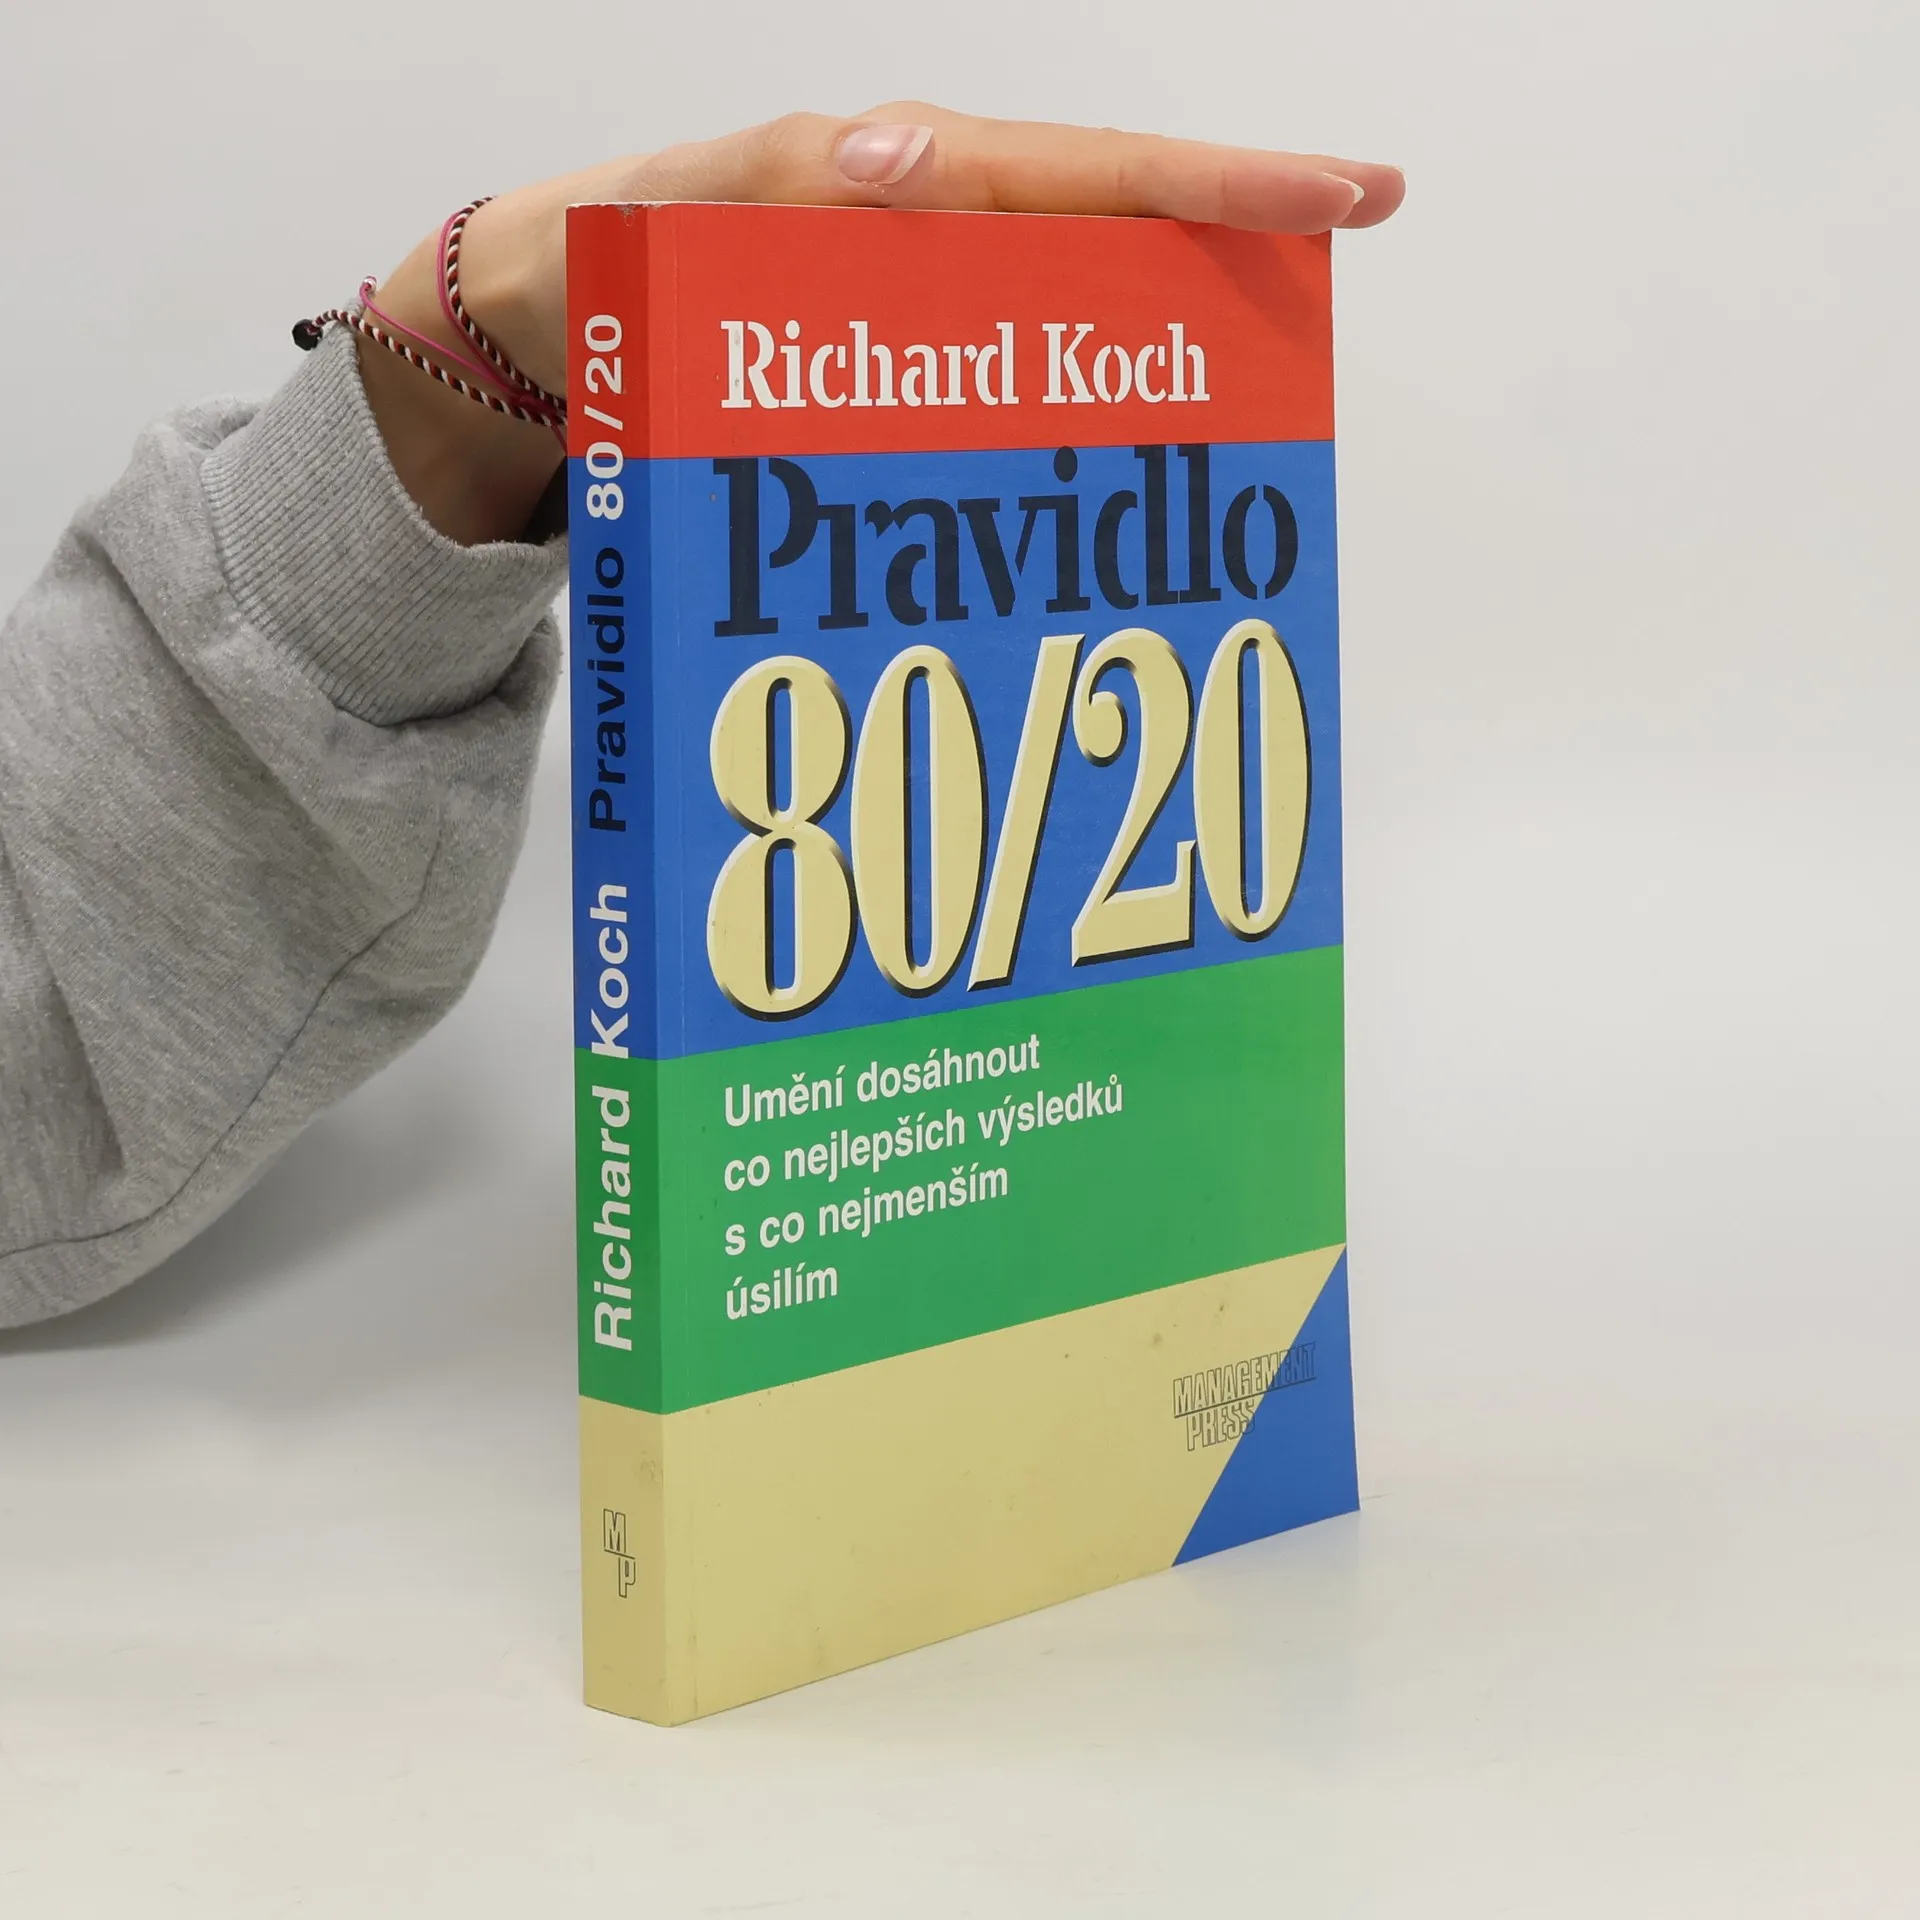 Richard Koch
Pravidlo
80/20
Umění dosáhnout
co nejlepších výsledků
s co nejmenším
úsilím
MANAGEMENT
PRESS
Richard Koch Pravidlo 80/20
M
P